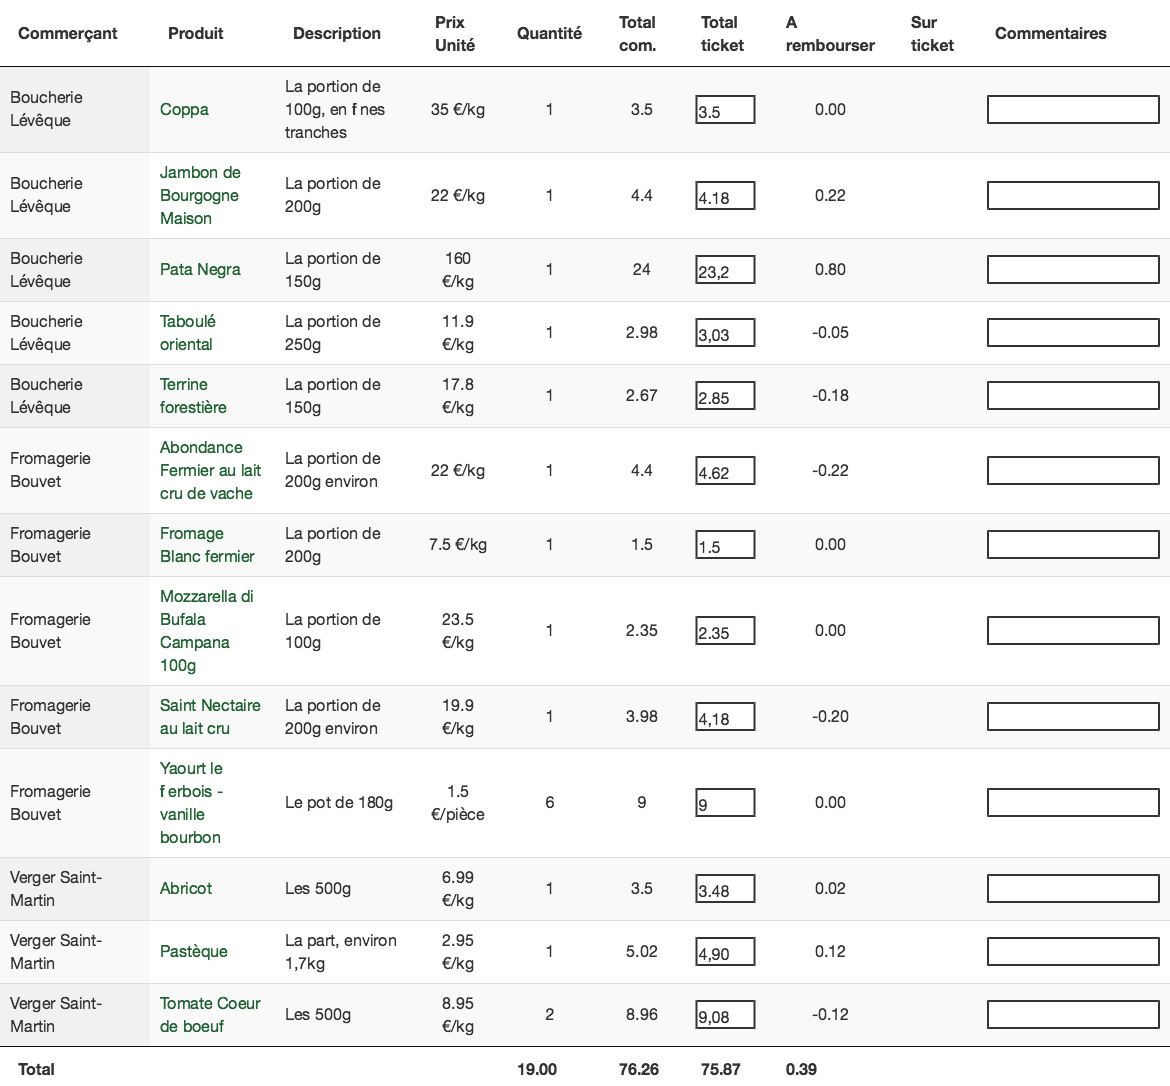 Commerçant Produit Description Prix Unité Quantité Total com. Total ticket A rembourser Sur ticket Commentaires
Boucherie Lévêque Coppa La portion de 100g, en f nes tranches 35 €/kg 1 3.5 3.5 0.00
Boucherie Lévêque Jambon de Bourgogne Maison La portion de 200g 22 €/kg 1 4.4 4.18 0.22
Boucherie Lévêque Pata Negra La portion de 150g 160 €/kg 1 24 23,2 0.80
Boucherie Lévêque Taboulé oriental La portion de 250g 11.9 €/kg 1 2.98 3,03 -0.05
Boucherie Lévêque Terrine forestière La portion de 150g 17.8 €/kg 1 2.67 2.85 -0.18
Fromagerie Bouvet Abondance Fermier au lait cru de vache La portion de 200g environ 22 €/kg 1 4.4 4.62 -0.22
Fromagerie Bouvet Fromage Blanc fermier La portion de 200g 7.5 €/kg 1 1.5 1.5 0.00
Fromagerie Bouvet Mozzarella di Bufala Campana 100g La portion de 100g 23.5 €/kg 1 2.35 2.35 0.00
Fromagerie Bouvet Saint Nectaire au lait cru La portion de 200g environ 19.9 €/kg 1 3.98 4,18 -0.20
Fromagerie Bouvet Yaourt le f erbois - vanille bourbon Le pot de 180g 1.5 €/pièce 6 9 9 0.00
Verger Saint-Martin Abricot Les 500g 6.99 €/kg 1 3.5 3.48 0.02
Verger Saint-Martin Pastèque La part, environ 1,7kg 2.95 €/kg 1 5.02 4,90 0.12
Verger Saint-Martin Tomate Coeur de boeuf Les 500g 8.95 €/kg 2 8.96 9,08 -0.12
Total 19.00 76.26 75.87 0.39